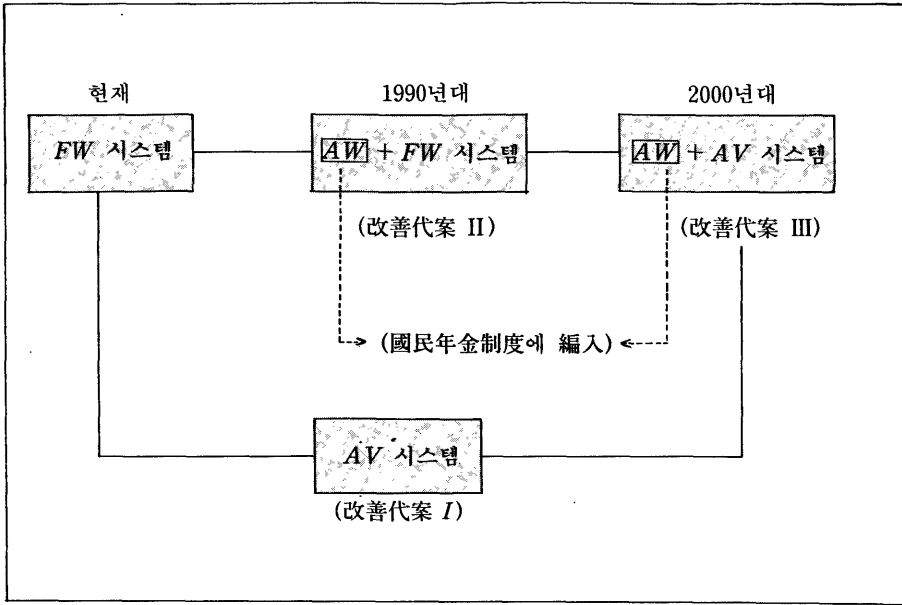 현재
1990년대
2000년대
FW 시스템
AW + FW 시스템
AW + AV 시스템
(改善代案 II)
(改善代案 III)
(國民年金制度에 編入)
AV 시스템
(改善代案 I)